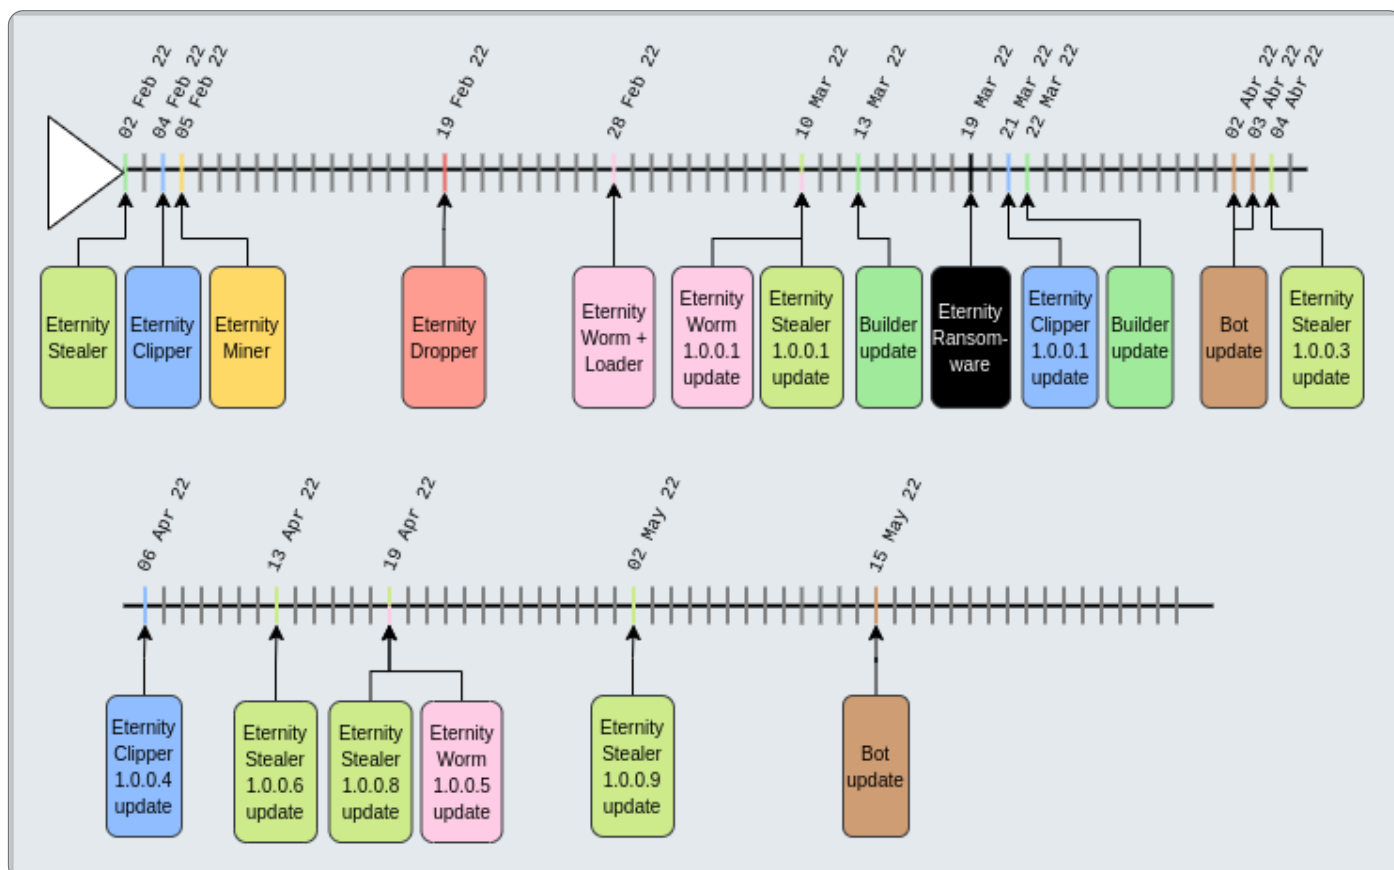 02 Feb 22
04 Feb 22
05 Feb 22
19 Feb 22
28 Feb 22
10 Mar 22
13 Mar 22
19 Mar 22
21 Mar 22
22 Mar 22
02 Abr 22
03 Abr 22
04 Abr 22
Eternity
Stealer
Eternity
Clipper
Eternity
Miner
Eternity
Dropper
Eternity
Worm +
Loader
Eternity
Worm
1.0.0.1
update
Eternity
Stealer
1.0.0.1
update
Builder
update
Eternity
Ransom-
ware
Eternity
Clipper
1.0.0.1
update
Builder
update
Bot
update
Eternity
Stealer
1.0.0.3
update
06 Apr 22
13 Apr 22
19 Apr 22
02 May 22
15 May 22
Eternity
Clipper
1.0.0.4
update
Eternity
Stealer
1.0.0.6
update
Eternity
Stealer
1.0.0.8
update
Eternity
Worm
1.0.0.5
update
Eternity
Stealer
1.0.0.9
update
Bot
update